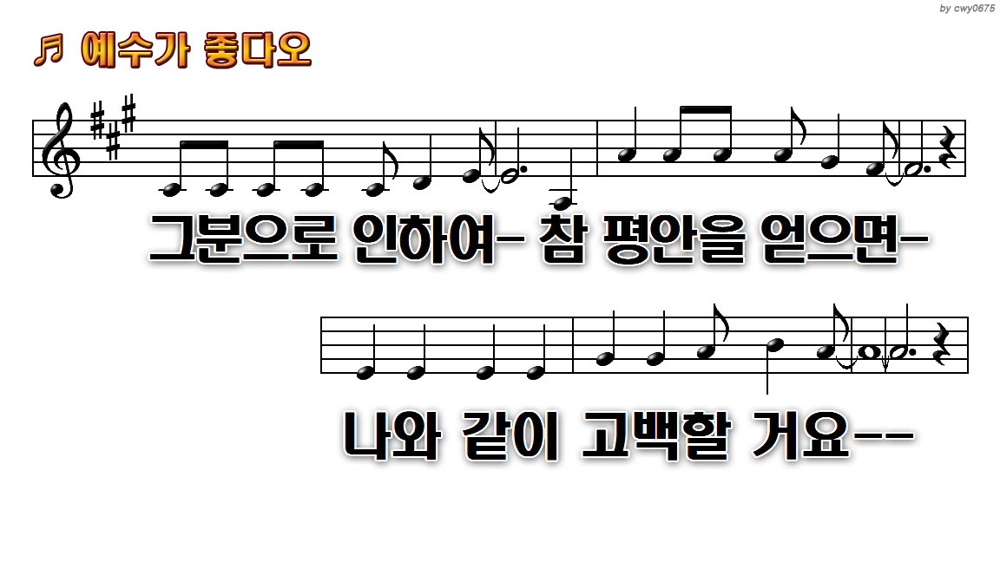 by cwy0675
♬ 예수가 좋다오
그분으로 인하여- 참 평안을 얻으면-
나와 같이 고백할 거요--